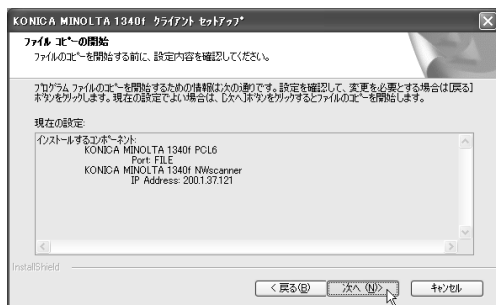 KONICA MINOLTA 1340f クライアント セットアップ
ファイル コピーの開始
ファイルのコピーを開始する前に、設定内容を確認してください。
プログラム ファイルのコピーを開始するための情報は次の通りです。設定を確認して、変更を必要とする場合は[戻る]
ボタンをクリックします。現在の設定でよい場合は、[次へ]ボタンをクリックするとファイルのコピーを開始します。
現在の設定:
インストールするコンポーネント:
KONICA MINOLTA 1340f PCL6
Port: FILE
KONICA MINOLTA 1340f NWscanner
IP Address: 200.1.37.121
InstallShield
< 戻る(B)
次へ (N)>
キャンセル